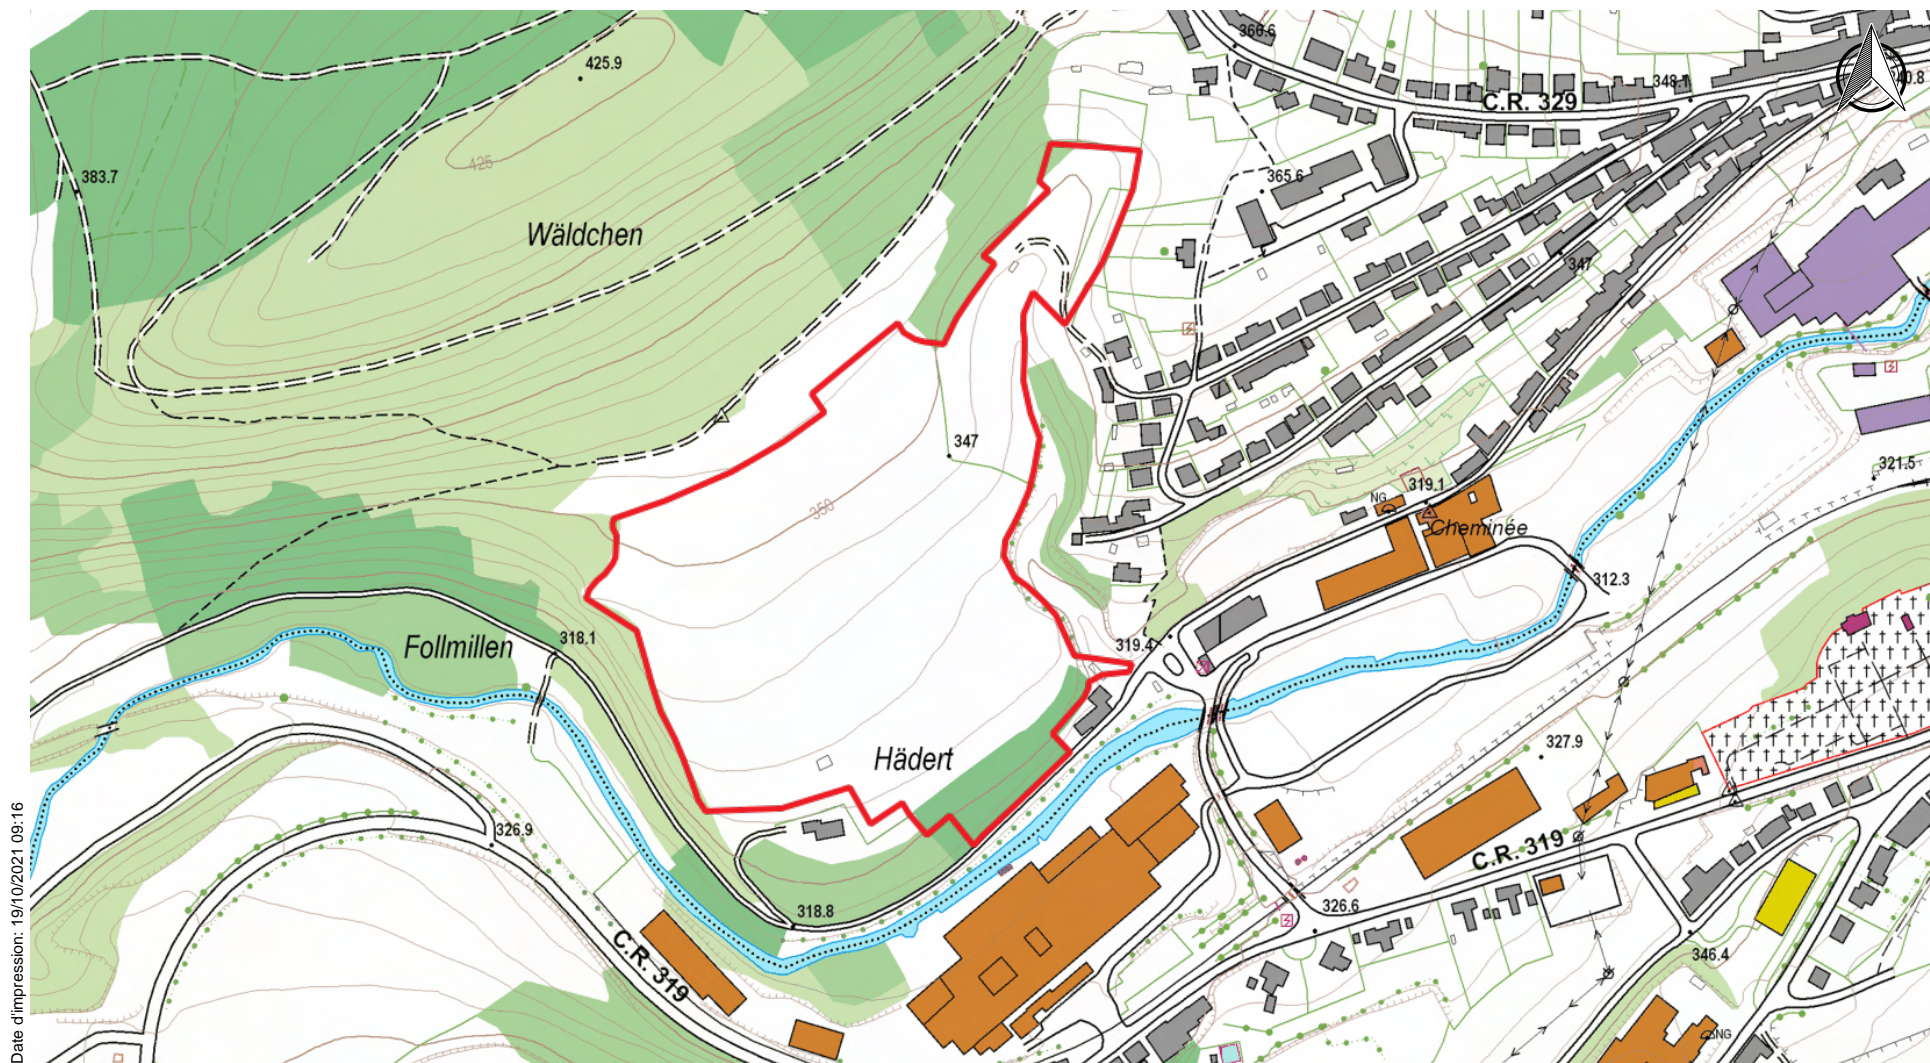 366.6
425.9
348.1
C.R. 329
425
383.7
365.6
Wäldchen
347
347
321.5
319.1
NG
350
Cheminée
312.3
318.1
Follmillen
319.4
327.9
Hädert
326.9
C.R. 319
318.8
326.6
C.R. 319
346.4
NG
Date d'impression: 19/10/2021 09:16